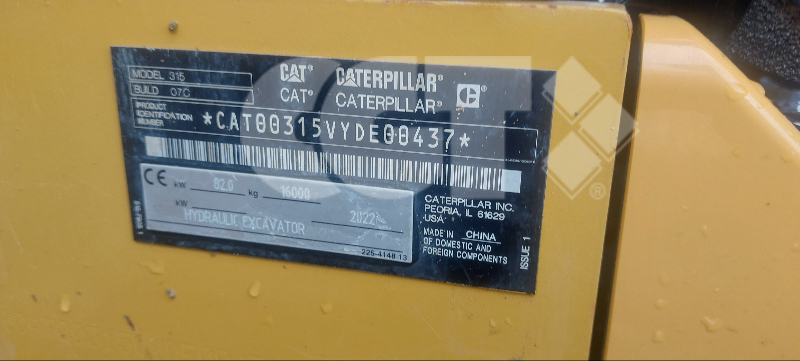 MODEL 315
BUILD 07C
CAT® CATERPILLAR®
CAT® CATERPILLAR®
PRODUCT IDENTIFICATION NUMBER
*CAT00315VYDE00437*
CE kW 82.0 kg 16000
kW 2022
HYDRAULIC EXCAVATOR
225-4148 13
CATERPILLAR INC.
PEORIA, IL 61629
USA
MADE IN CHINA
OF DOMESTIC AND
FOREIGN COMPONENTS
ISSUE 1